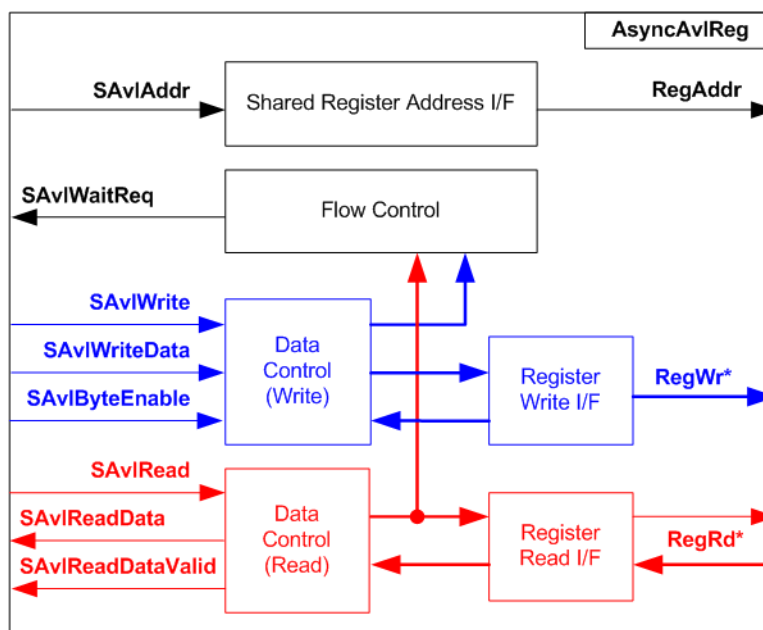 AsyncAvlReg
SAvlAddr
Shared Register Address I/F
RegAddr
SAvlWaitReq
Flow Control
SAvlWrite
SAvlWriteData
SAvlByteEnable
Data
Control
(Write)
Register
Write I/F
RegWr*
SAvlRead
SAvlReadData
SAvlReadDataValid
Data
Control
(Read)
Register
Read I/F
RegRd*